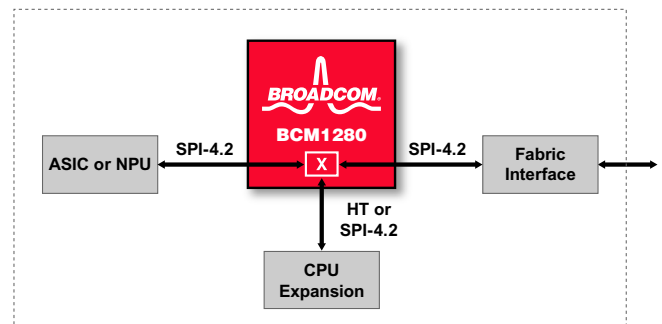 BROADCOM®
BCM1280
ASIC or NPU
SPI-4.2
X
SPI-4.2
Fabric
Interface
HT or
SPI-4.2
CPU
Expansion